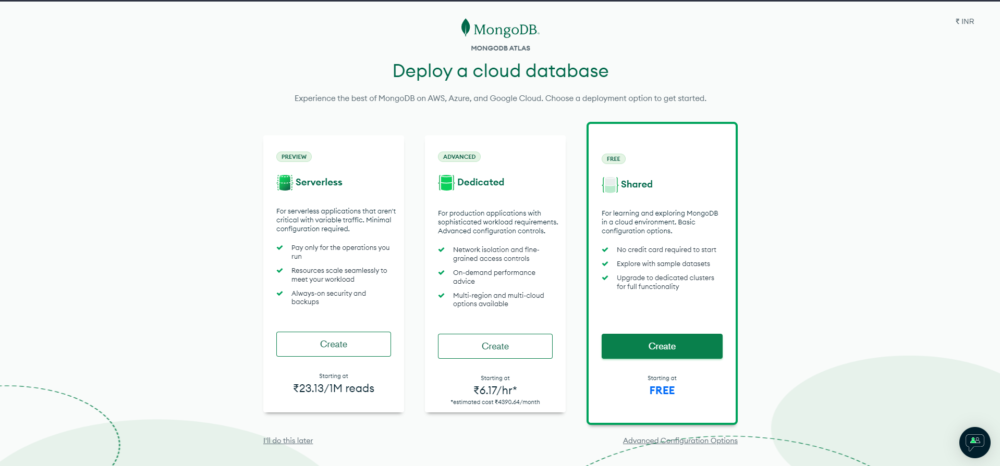 ₹ INR
MongoDB.
MONGODB ATLAS
Deploy a cloud database
Experience the best of MongoDB on AWS, Azure, and Google Cloud. Choose a deployment option to get started.
PREVIEW
Serverless
For serverless applications that aren't
critical with variable traffic. Minimal
configuration required.
Pay only for the operations you
run
Resources scale seamlessly to
meet your workload
Always-on security and
backups
Create
Starting at
₹23.13/1M reads
ADVANCED
Dedicated
For production applications with
sophisticated workload requirements.
Advanced configuration controls.
Network isolation and fine-
grained access controls
On-demand performance
advice
Multi-region and multi-cloud
options available
Create
Starting at
₹6.17/hr*
*estimated cost ₹4390.64/month
FREE
Shared
For learning and exploring MongoDB
in a cloud environment. Basic
configuration options.
No credit card required to start
Explore with sample datasets
Upgrade to dedicated clusters
for full functionality
Create
Starting at
FREE
I'll do this later
Advanced Configuration Options